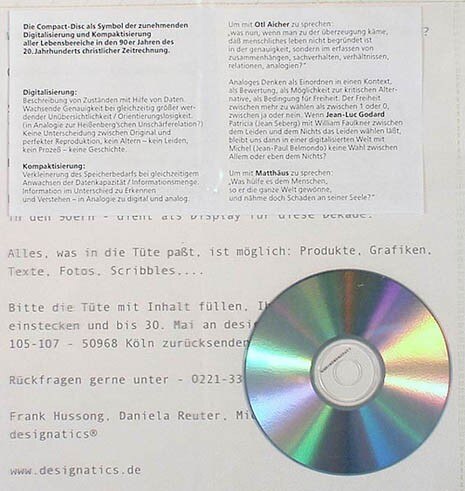 Die Compact-Disc als Symbol der zunehmenden
Digitalisierung und Kompaktisierung
aller Lebensbereiche in den 90er Jahren des
20. Jahrhunderts christlicher Zeitrechnung.
Digitalisierung:
Beschreibung von Zuständen mit Hilfe von Daten.
Wachsende Genauigkeit bei gleichzeitig größer wer-
dender Unübersichtlichkeit / Orientierungslosigkeit.
(in Analogie zur Heißenberg'schen Unschärferelation?)
Keine Unterscheidung zwischen Original und
perfekter Reproduktion, kein Altern – kein Leiden,
kein Prozeß – keine Geschichte.
Kompaktisierung:
Verkleinerung des Speicherbedarfs bei gleichzeitigem
Anwachsen der Datenkapazität / Informationsmenge.
Information im Unterschied zu Erkennen
und Verstehen – in Analogie zu digital und analog.
Um mit Otl Aicher zu sprechen:
„was nun, wenn man zu der überzeugung käme,
daß menschliches leben nicht begründet ist
in der genauigkeit, sondern im erfassen von
zusammenhängen, sachverhalten, verhältnissen,
relationen, analogien?"
Analoges Denken als Einordnen in einen Kontext,
als Bewertung, als Möglichkeit zur kritischen Alter-
native, als Bedingung für Freiheit. Der Freiheit
zwischen mehr zu wählen als zwischen 1 oder 0,
zwischen ja oder nein. Wenn Jean-Luc Godard
Patricia (Jean Seberg) mit William Faulkner zwischen
dem Leiden und dem Nichts das Leiden wählen läßt,
bleibt uns dann in einer digitalisierten Welt mit
Michel (Jean-Paul Belmondo) keine Wahl zwischen
Allem oder eben dem Nichts?
Um mit Matthäus zu sprechen:
„Was hülfe es dem Menschen,
so er die ganze Welt gewönne,
und nähme doch Schaden an seiner Seele?"
in den 90ern - dient als Display für diese Dekade.
Alles, was in die Tüte paßt, ist möglich: Produkte, Grafiken,
Texte, Fotos, Scribbles,...
Bitte die Tüte mit Inhalt füllen,
einstecken und bis 30. Mai an
105-107 - 50968 Köln zurücksenden
Rückfragen gerne unter - 0221-33
Frank Hussong, Daniela Reuter,
designatics®
www.designatics.de